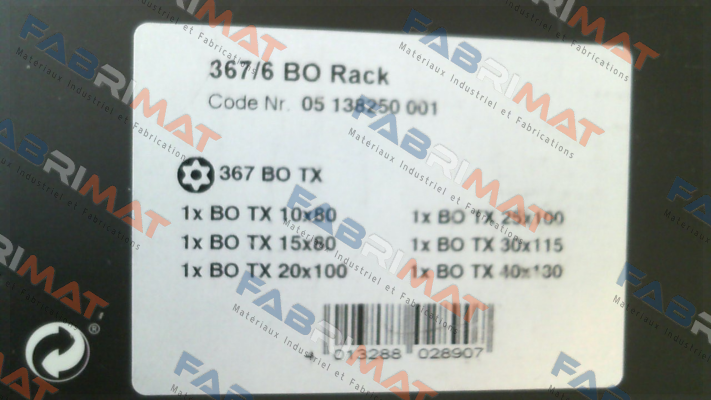 367/6 BO Rack
Code Nr. 05 138250 001
367 BO TX
1x BO TX 10x80
1x BO TX 15x80
1x BO TX 20x100
1x BO TX 25x100
1x BO TX 30x115
1x BO TX 40x130
4 013288 028907
®
FABRIMAT
Matériaux Industriel et Fabrications